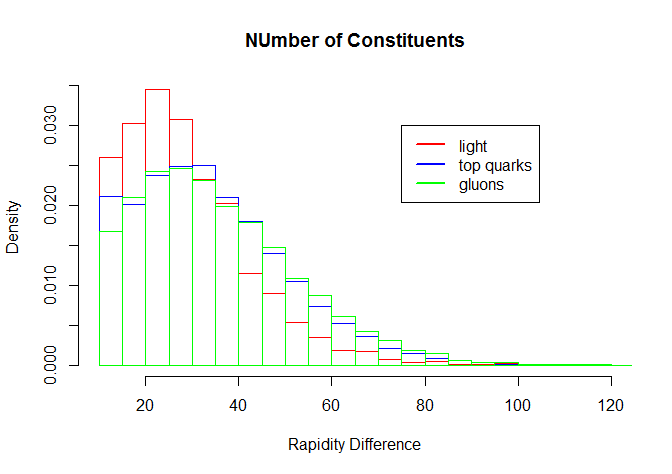 NUmber of Constituents
Density
0.000
0.010
0.020
0.030
light
top quarks
gluons
20
40
60
80
100
120
Rapidity Difference